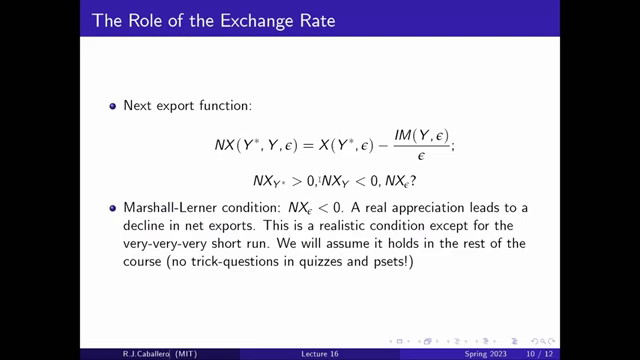 The Role of the Exchange Rate
Next export function:
NX(Y*, Y, ϵ) = X(Y*, ϵ) − IM(Y, ϵ)/ϵ;
NX_{Y*} > 0, NX_Y < 0, NX_ϵ?
Marshall-Lerner condition: NX_ϵ < 0. A real appreciation leads to a
decline in net exports. This is a realistic condition except for the
very-very-very short run. We will assume it holds in the rest of the
course (no trick-questions in quizzes and psets!)
R.J.Caballero (MIT) Lecture 16 Spring 2023 10 / 12